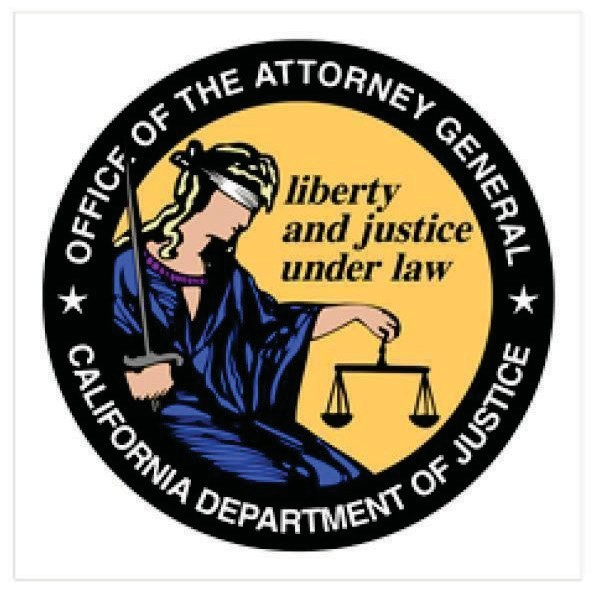 OFFICE OF THE ATTORNEY GENERAL
liberty
and justice
under law
CALIFORNIA DEPARTMENT OF JUSTICE